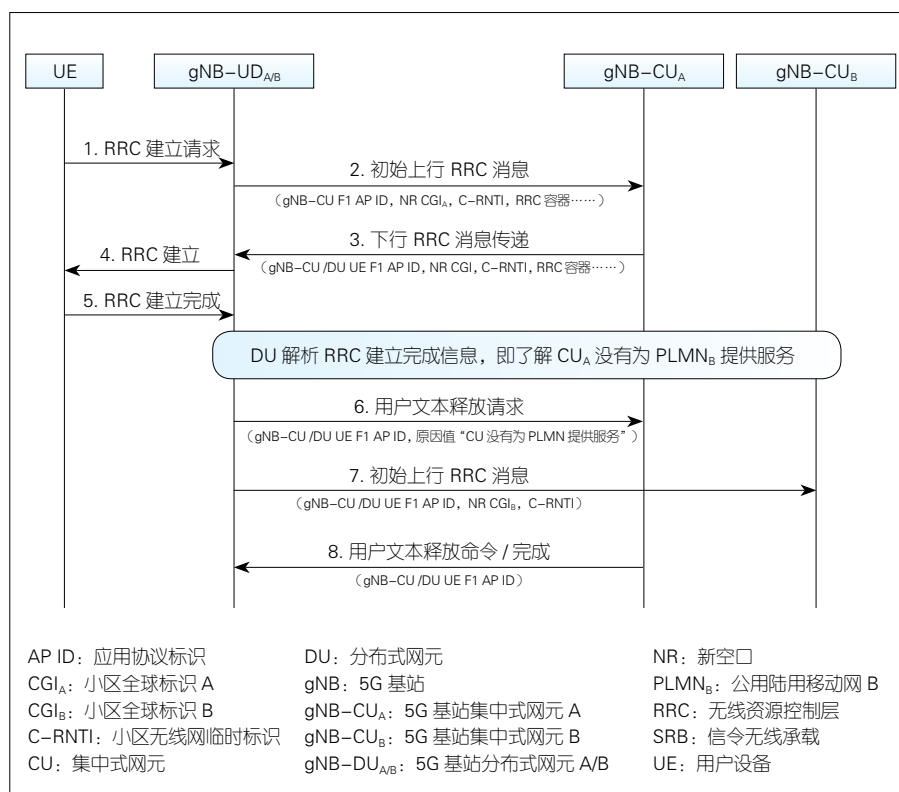 UE gNB-UDA/B gNB-CUA gNB-CUB
1. RRC 建立请求
2. 初始上行 RRC 消息
（gNB-CU F1 AP ID，NR CGIA，C-RNTI，RRC 容器……）
3. 下行 RRC 消息传递
4. RRC 建立
（gNB-CU /DU UE F1 AP ID，NR CGI，C-RNTI，RRC 容器……）
5. RRC 建立完成
DU 解析 RRC 建立完成信息，即了解 CUA 没有为 PLMNB 提供服务
6. 用户文本释放请求
（gNB-CU /DU UE F1 AP ID，原因值 “CU 没有为 PLMN 提供服务”）
7. 初始上行 RRC 消息
（gNB-CU /DU UE F1 AP ID，NR CGIB，C-RNTI）
8. 用户文本释放命令 / 完成
（gNB-CU /DU UE F1 AP ID）
AP ID：应用协议标识
CGIA：小区全球标识 A
CGIB：小区全球标识 B
C-RNTI：小区无线网临时标识
CU：集中式网元
DU：分布式网元
gNB：5G 基站
gNB-CUA：5G 基站集中式网元 A
gNB-CUB：5G 基站集中式网元 B
gNB-DUA/B：5G 基站分布式网元 A/B
NR：新空口
PLMNB：公用陆用移动网 B
RRC：无线资源控制层
SRB：信令无线承载
UE：用户设备